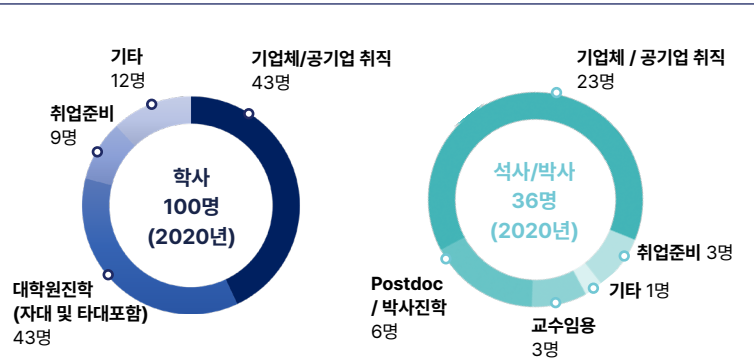 기타
12명
기업체/공기업 취직
43명
취업준비
9명
학사
100명
(2020년)
대학원진학
(자대 및 타대포함)
43명
기업체 / 공기업 취직
23명
석사/박사
36명
(2020년)
취업준비 3명
기타 1명
Postdoc
/ 박사진학
6명
교수임용
3명